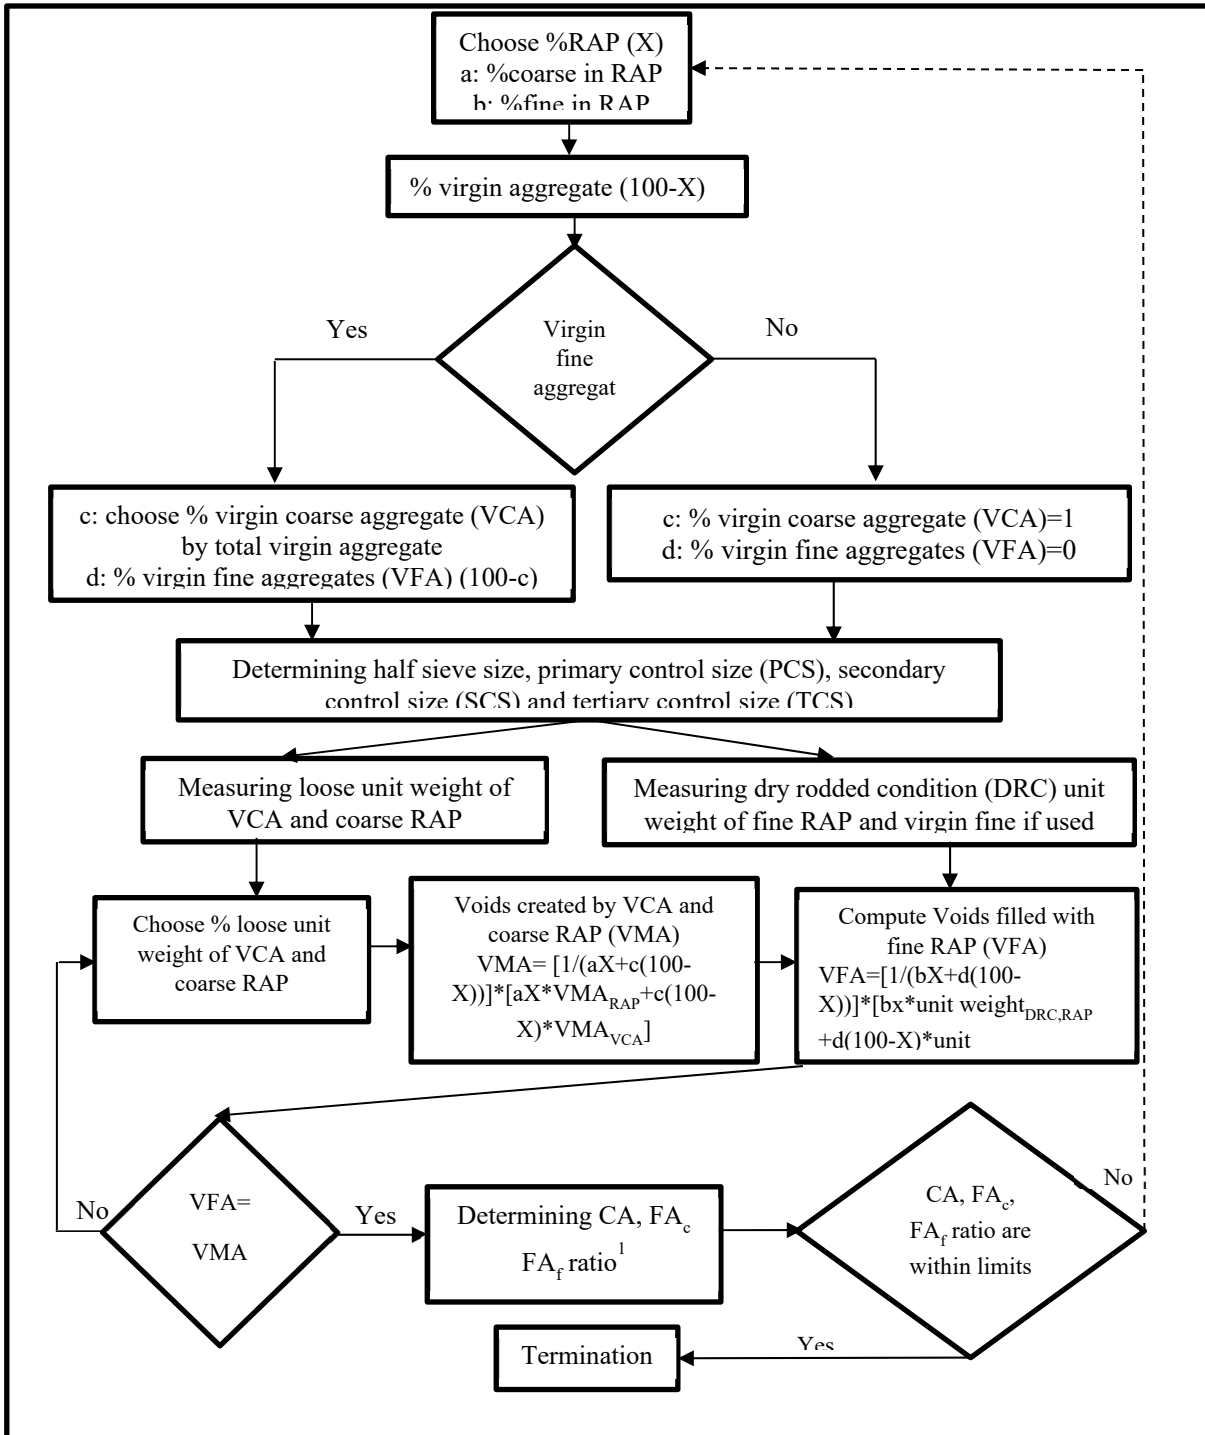 Choose %RAP (X)
a: %coarse in RAP
b: %fine in RAP
% virgin aggregate (100-X)
Yes
No
Virgin
fine
aggregat
c: choose % virgin coarse aggregate (VCA)
by total virgin aggregate
d: % virgin fine aggregates (VFA) (100-c)
c: % virgin coarse aggregate (VCA)=1
d: % virgin fine aggregates (VFA)=0
Determining half sieve size, primary control size (PCS), secondary
control size (SCS) and tertiary control size (TCS)
Measuring loose unit weight of
VCA and coarse RAP
Measuring dry rodded condition (DRC) unit
weight of fine RAP and virgin fine if used
Choose % loose unit
weight of VCA and
coarse RAP
Voids created by VCA and
coarse RAP (VMA)
VMA= [1/(aX+c(100-
X))]*[aX*VMA_RAP+c(100-
X)*VMA_VCA]
Compute Voids filled with
fine RAP (VFA)
VFA=[1/(bX+d(100-
X))]*[bx*unit weight_DRC,RAP
+d(100-X)*unit
No
VFA=
VMA
Yes
Determining CA, FA_c
FA_f ratio^1
CA, FA_c,
FA_f ratio are
within limits
No
Yes
Termination